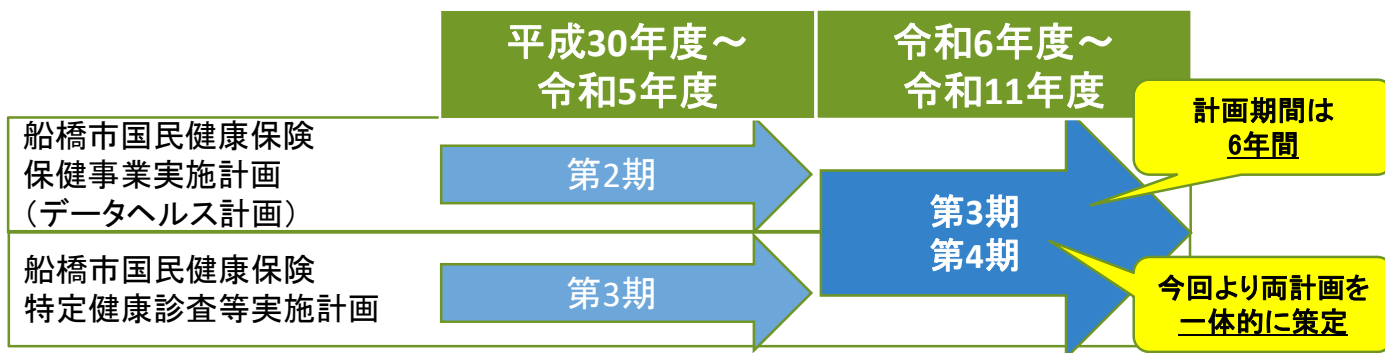 平成30年度～
令和5年度
令和6年度～
令和11年度
計画期間は
6年間
船橋市国民健康保険
保健事業実施計画
（データヘルス計画）
第2期
第3期
第4期
船橋市国民健康保険
特定健康診査等実施計画
第3期
今回より両計画を
一体的に策定